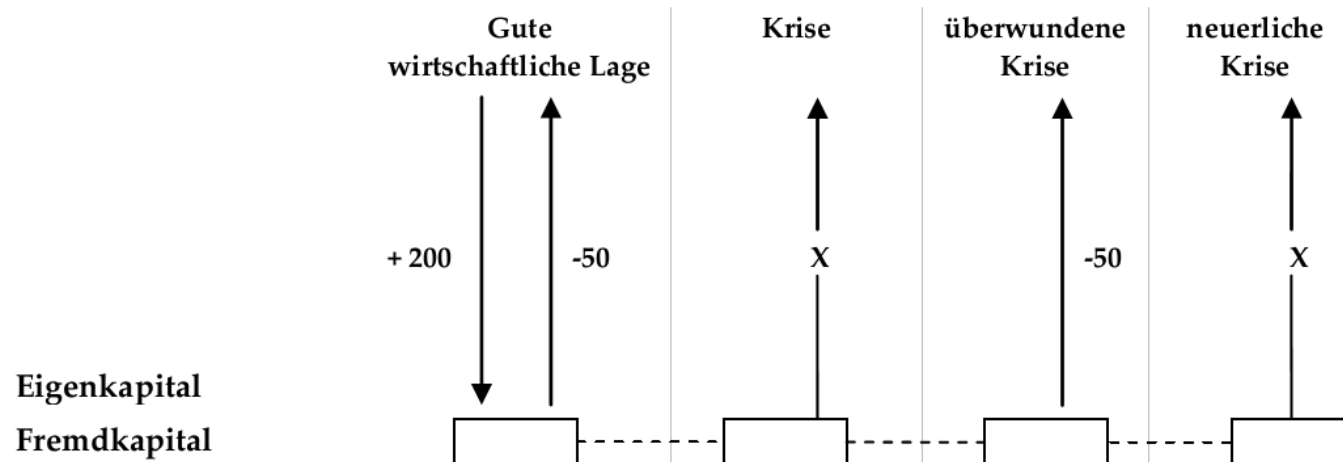 Gute
wirtschaftliche Lage
Krise
überwundene
Krise
neuerliche
Krise
+ 200
-50
X
-50
X
Eigenkapital
Fremdkapital